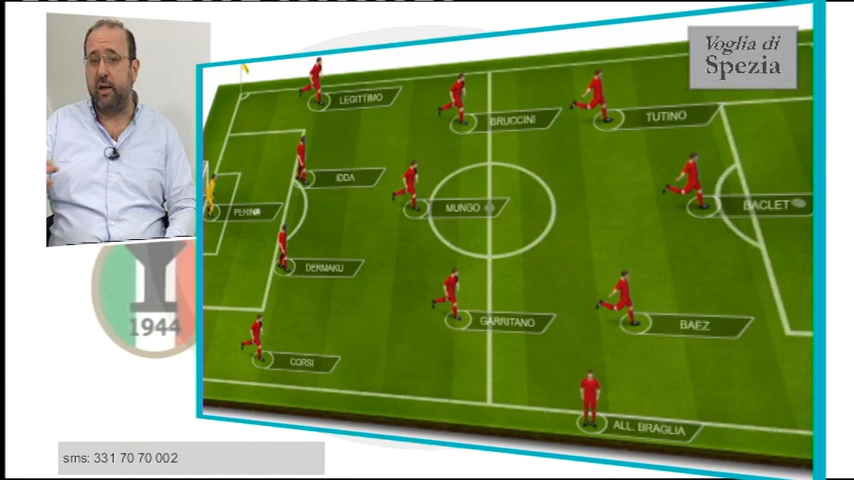 Voglia di
Spezia
LEGITTIMO
BRUCCINI
TUTINO
IDDA
MUNGO
BACLET
PERINA
DERMAKU
GARRITANO
BAEZ
CORSI
ALL. BRAGLIA
1944
sms: 331 70 70 002